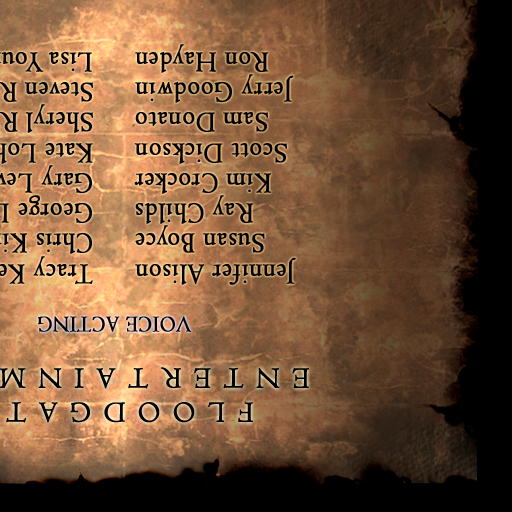 FLOODGAT
ENTERTAINM
VOICE ACTING
Jennifer Alison Tracy Ke
Susan Boyce Chris Ki
Ray Childs George
Kim Crocker Gary Lev
Scott Dickson Kate Loh
Sam Donato Sheryl R
Jerry Goodwin Steven R
Ron Hayden Lisa You